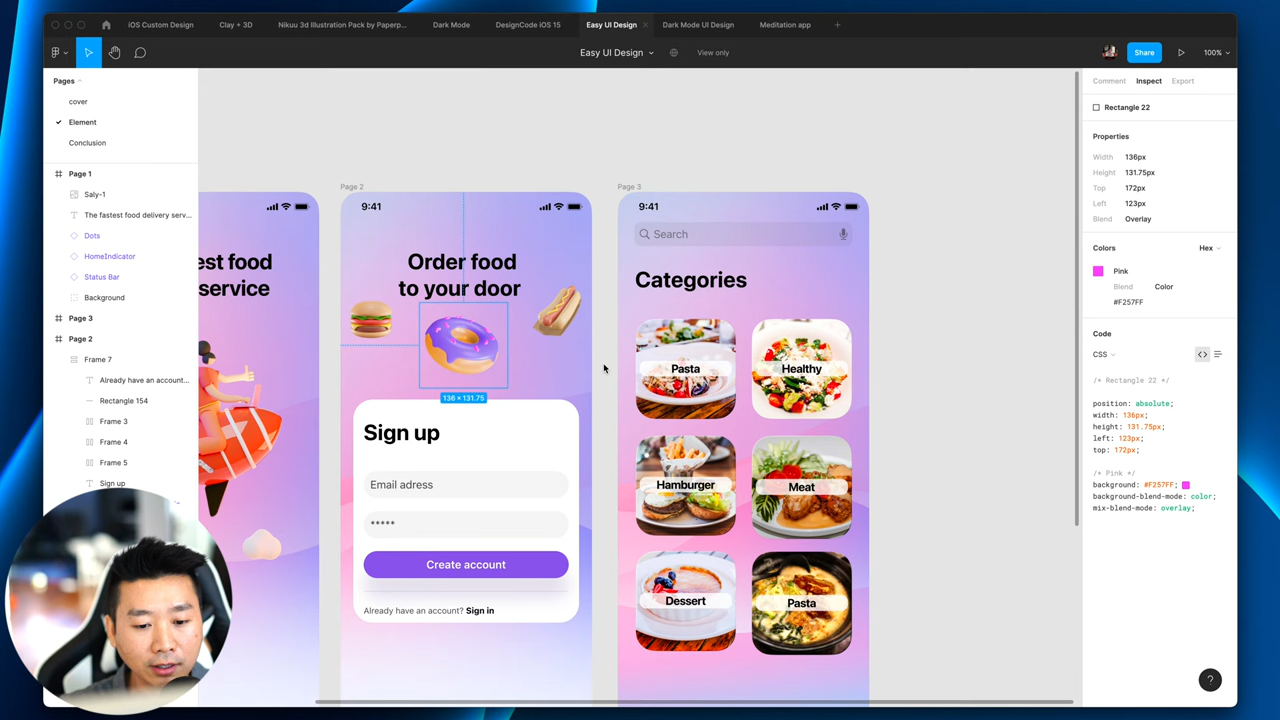 iOS Custom Design
Clay + 3D
Nikuu 3d Illustration Pack by Paperp...
Dark Mode
DesignCode iOS 15
Easy UI Design
Dark Mode UI Design
Meditation app
Easy UI Design
View only
Share
100%
Pages
cover
Element
Conclusion
Page 1
Saly-1
The fastest food delivery serv...
Dots
HomeIndicator
Status Bar
Background
Page 3
Page 2
Frame 7
Already have an account...
Rectangle 154
Frame 3
Frame 4
Frame 5
Sign up
est food
service
Page 2
9:41
Order food
to your door
136 × 131.75
Sign up
Email adress
*****
Create account
Already have an account? Sign in
Page 3
9:41
Search
Categories
Pasta
Healthy
Hamburger
Meat
Dessert
Pasta
Comment
Inspect
Export
Rectangle 22
Properties
Width 136px
Height 131.75px
Top 172px
Left 123px
Blend Overlay
Colors
Hex
Pink
Blend Color
#F257FF
Code
CSS
/* Rectangle 22 */
position: absolute;
width: 136px;
height: 131.75px;
left: 123px;
top: 172px;
/* Pink */
background: #F257FF;
background-blend-mode: color;
mix-blend-mode: overlay;
?